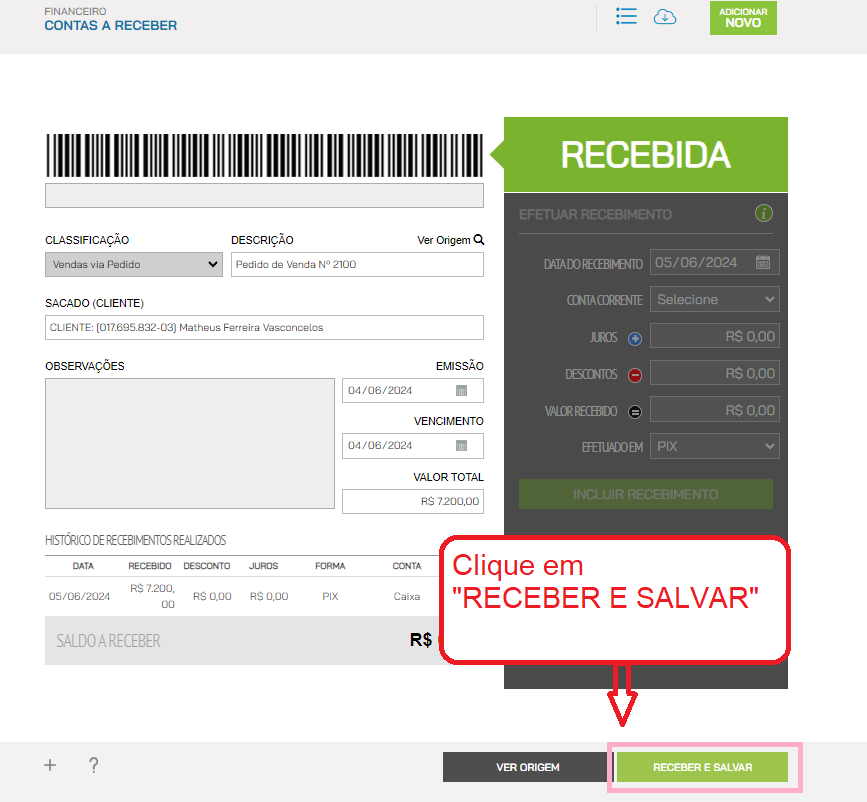 FINANCEIRO
CONTAS A RECEBER
ADICIONAR
NOVO
RECEBIDA
EFETUAR RECEBIMENTO
CLASSIFICAÇÃO
DESCRIÇÃO
Ver Origem
Vendas via Pedido
Pedido de Venda Nº 2100
DATA DO RECEBIMENTO 05/06/2024
CONTA CORRENTE Selecione
SACADO (CLIENTE)
CLIENTE: (017.695.832-03) Matheus Ferreira Vasconcelos
JUROS R$ 0,00
DESCONTOS R$ 0,00
VALOR RECEBIDO R$ 0,00
EFETUADO EM PIX
INCLUIR RECEBIMENTO
OBSERVAÇÕES
EMISSÃO
04/06/2024
VENCIMENTO
04/06/2024
VALOR TOTAL
R$ 7.200,00
HISTÓRICO DE RECEBIMENTOS REALIZADOS
DATA RECEBIDO DESCONTO JUROS FORMA CONTA
05/06/2024 R$ 7.200, R$ 0,00 R$ 0,00 PIX Caixa
00
SALDO A RECEBER R$
Clique em
"RECEBER E SALVAR"
+ ?
VER ORIGEM
RECEBER E SALVAR